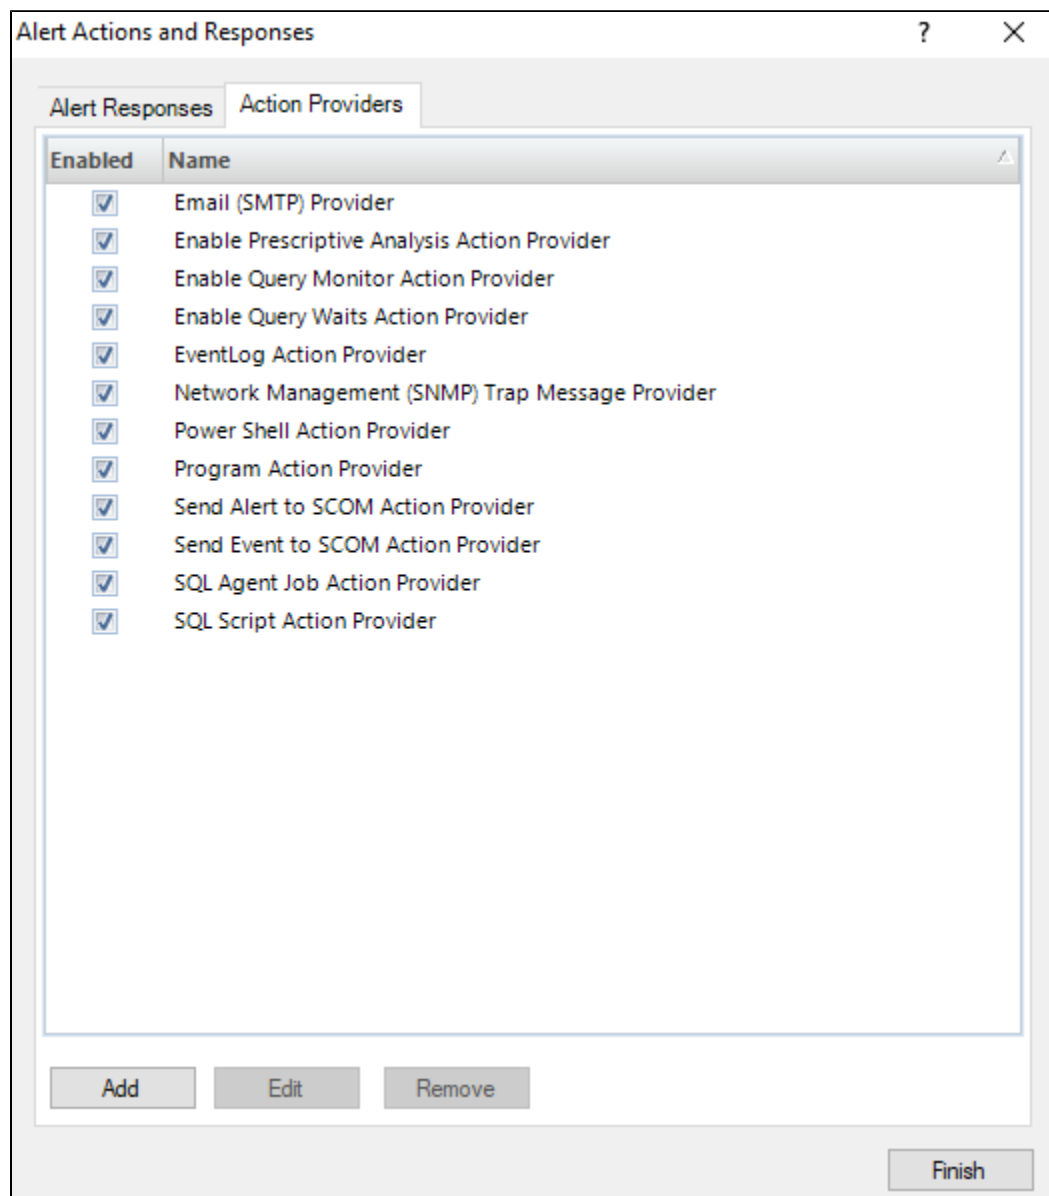 Alert Actions and Responses ?
Alert Responses Action Providers
Enabled Name
Email (SMTP) Provider
Enable Prescriptive Analysis Action Provider
Enable Query Monitor Action Provider
Enable Query Waits Action Provider
EventLog Action Provider
Network Management (SNMP) Trap Message Provider
Power Shell Action Provider
Program Action Provider
Send Alert to SCOM Action Provider
Send Event to SCOM Action Provider
SQL Agent Job Action Provider
SQL Script Action Provider
Add Edit Remove
Finish